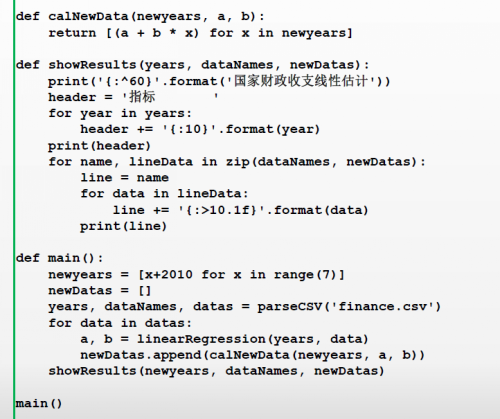 def calNewData(newyears, a, b):
    return [(a + b * x) for x in newyears]

def showResults(years, dataNames, newDatas):
    print('{:^60}'.format('国家财政收支线性估计'))
    header = '指标       '
    for year in years:
        header += '{:10}'.format(year)
    print(header)
    for name, lineData in zip(dataNames, newDatas):
        line = name
        for data in lineData:
            line += '{:>10.1f}'.format(data)
        print(line)

def main():
    newyears = [x+2010 for x in range(7)]
    newDatas = []
    years, dataNames, datas = parseCSV('finance.csv')
    for data in datas:
        a, b = linearRegression(years, data)
        newDatas.append(calNewData(newyears, a, b))
    showResults(newyears, dataNames, newDatas)

main()